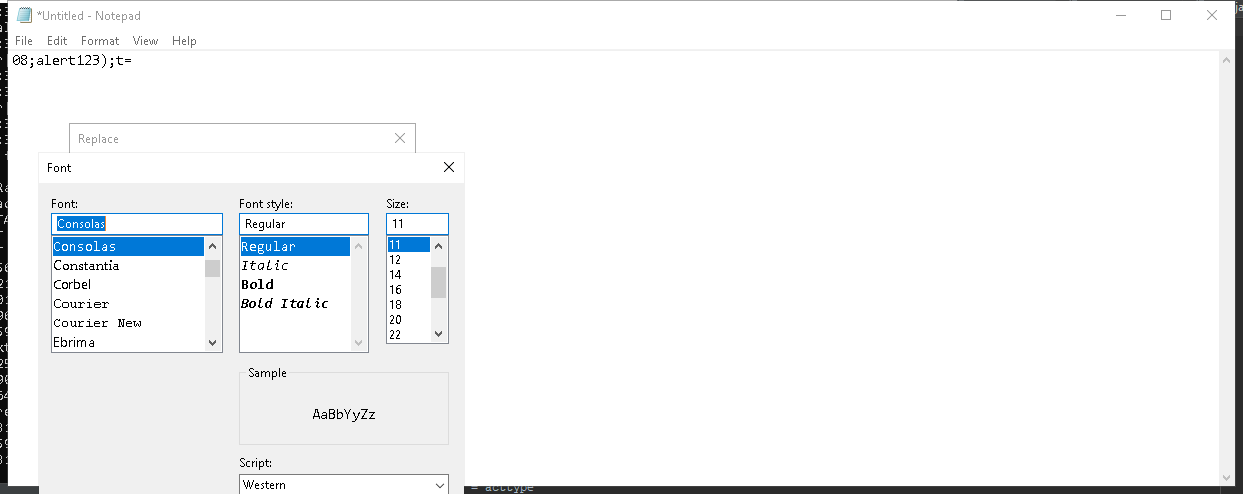 *Untitled - Notepad
File Edit Format View Help
08;alert123);t=
Replace
Font
Font: Font style: Size:
Consolas Regular 11
Consolas Regular 11
Constantia Italic 12
Corbel Bold 14
Courier Bold Italic 16
Courier New 18
Ebrima 20
22
Sample
AaBbYyZz
Script:
Western
= acctype